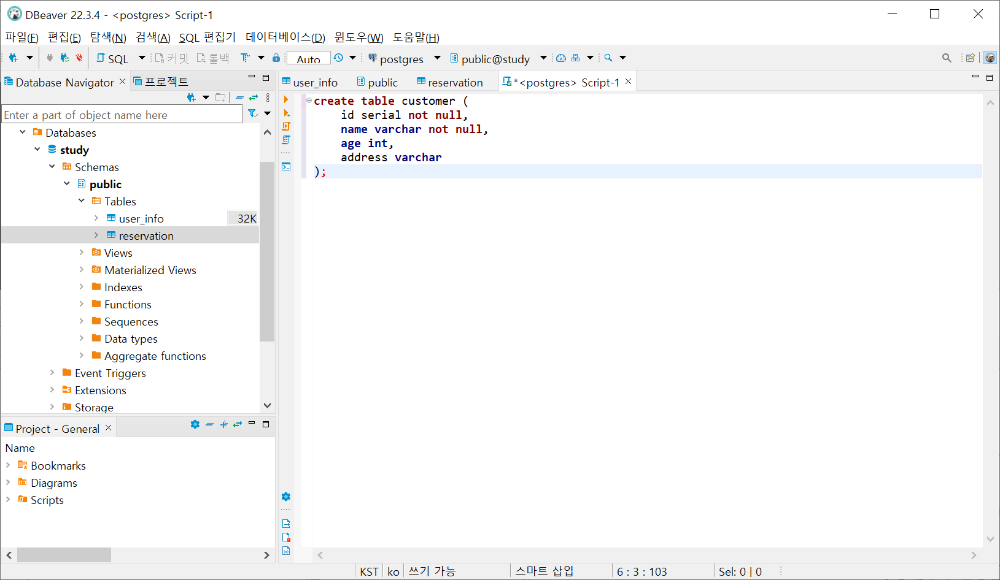 DBeaver 22.3.4 - <postgres> Script-1
파일(F) 편집(E) 탐색(N) 검색(A) SQL 편집기 데이터베이스(D) 윈도우(W) 도움말(H)
SQL 커밋 롤백 Auto postgres public@study
Database Navigator 프로젝트
Enter a part of object name here
Databases
study
Schemas
public
Tables
user_info 32K
reservation
Views
Materialized Views
Indexes
Functions
Sequences
Data types
Aggregate functions
Event Triggers
Extensions
Storage
Project - General
Name
Bookmarks
Diagrams
Scripts
user_info public reservation *<postgres> Script-1
create table customer (
id serial not null,
name varchar not null,
age int,
address varchar
);
KST ko 쓰기 가능 스마트 삽입 6 : 3 : 103 Sel: 0 | 0